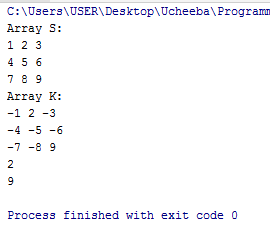 C:\Users\USER\Desktop\Ucheeba\Programm
Array S:
1 2 3
4 5 6
7 8 9
Array K:
-1 2 -3
-4 -5 -6
-7 -8 9
2
9
Process finished with exit code 0